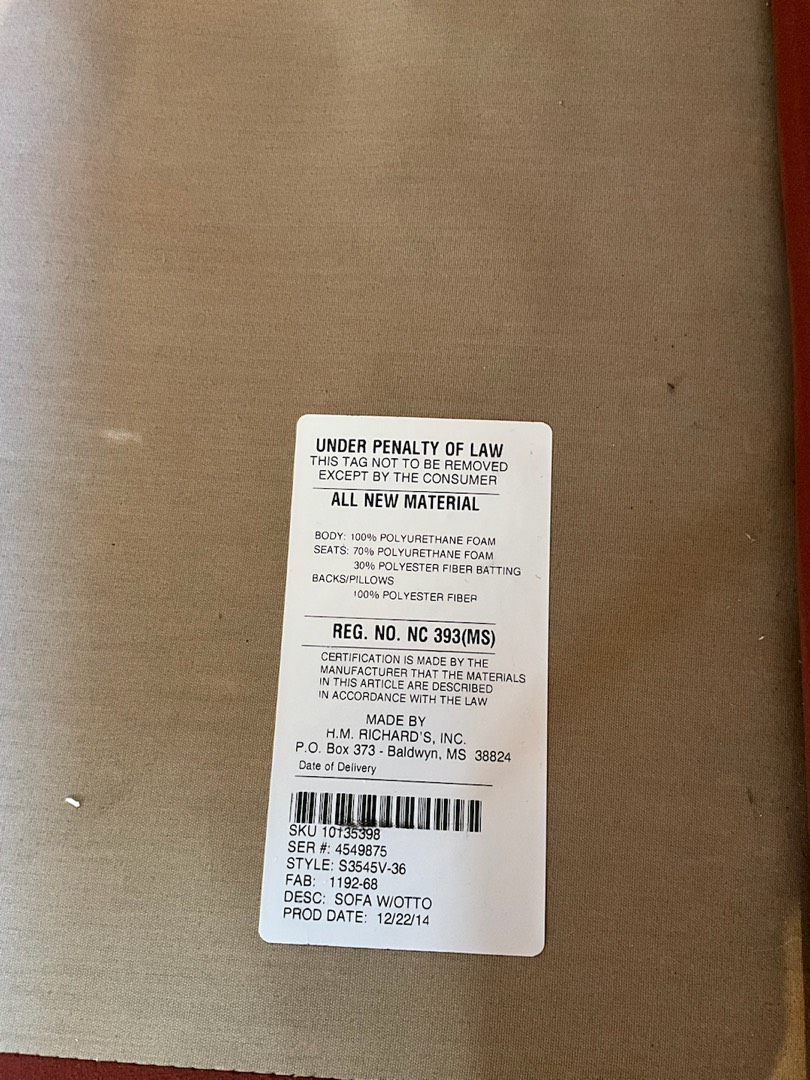 UNDER PENALTY OF LAW
THIS TAG NOT TO BE REMOVED
EXCEPT BY THE CONSUMER
ALL NEW MATERIAL
BODY: 100% POLYURETHANE FOAM
SEATS: 70% POLYURETHANE FOAM
30% POLYESTER FIBER BATTING
BACKS/PILLOWS
100% POLYESTER FIBER
REG. NO. NC 393(MS)
CERTIFICATION IS MADE BY THE
MANUFACTURER THAT THE MATERIALS
IN THIS ARTICLE ARE DESCRIBED
IN ACCORDANCE WITH THE LAW
MADE BY
H.M. RICHARD'S, INC.
P.O. Box 373 - Baldwyn, MS 38824
Date of Delivery
SKU 10135398
SER #: 4549875
STYLE: S3545V-36
FAB: 1192-68
DESC: SOFA W/OTTO
PROD DATE: 12/22/14